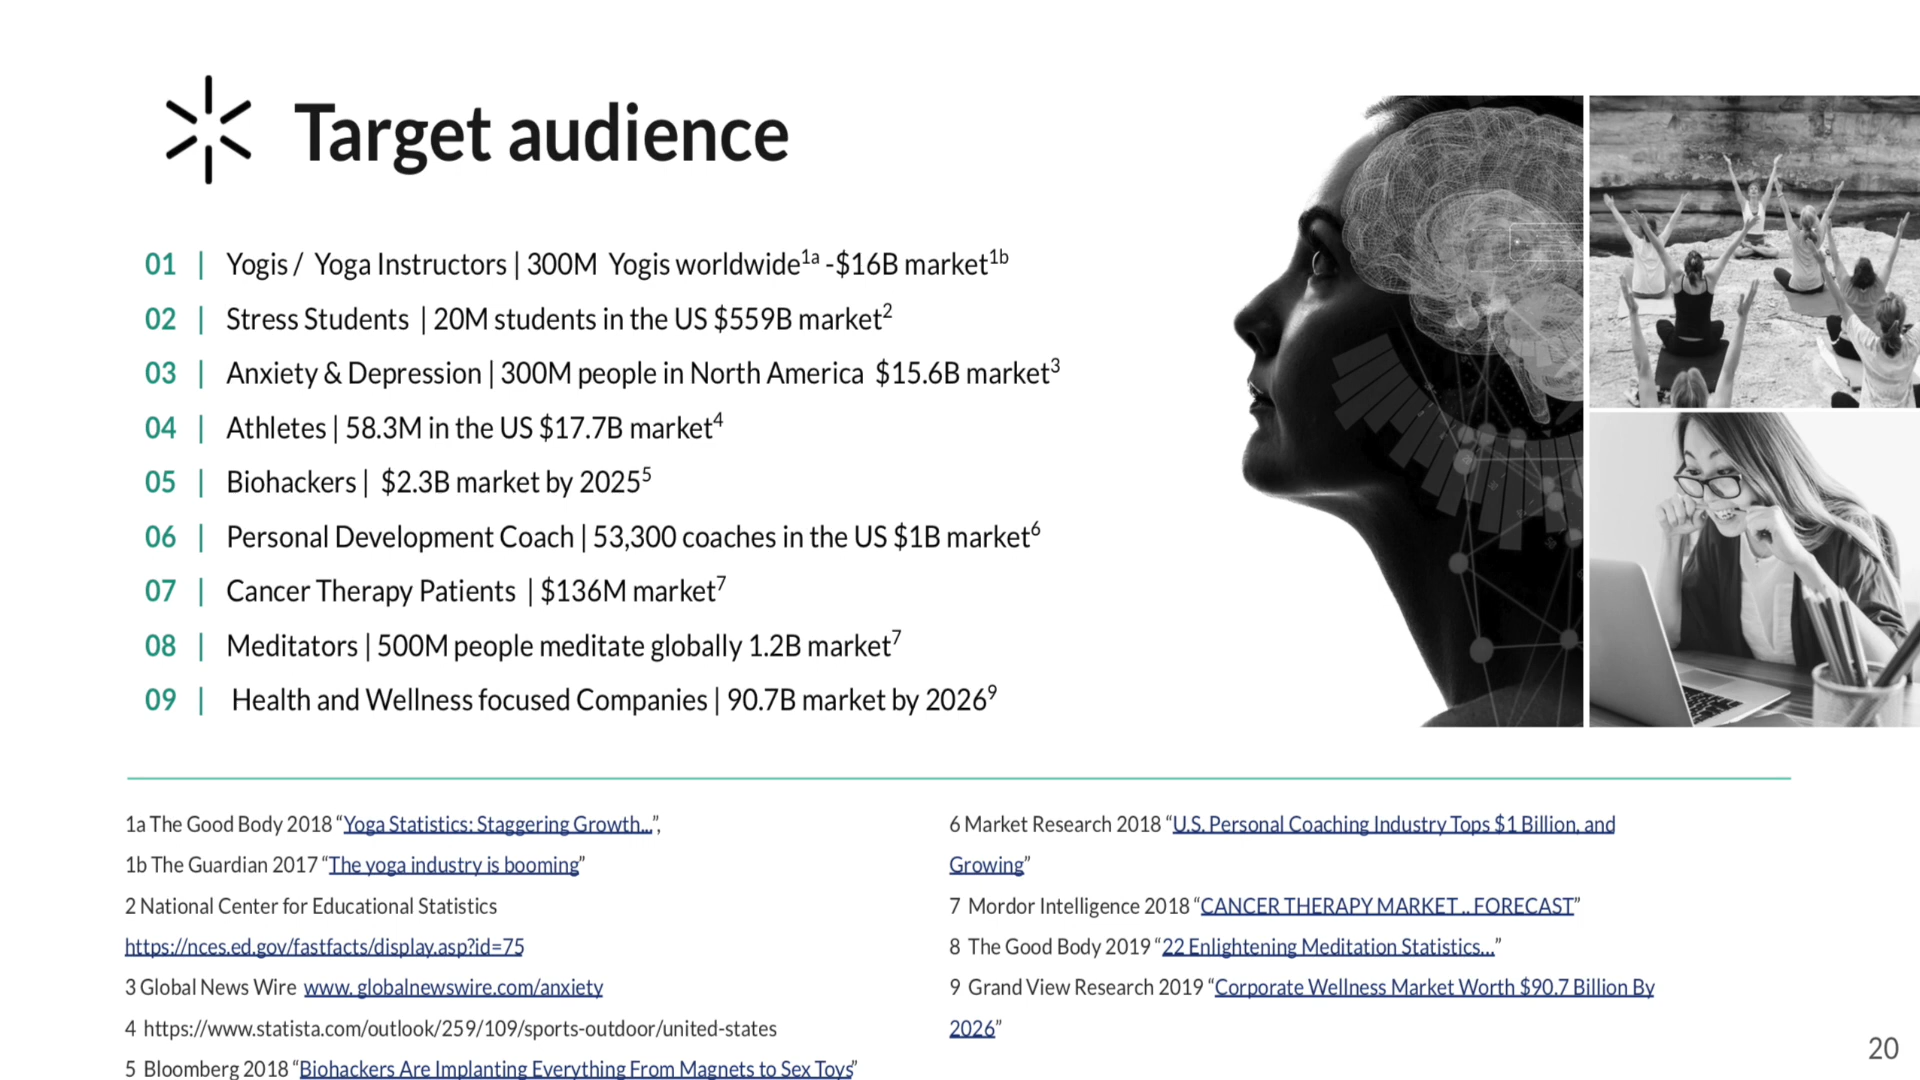 Target audience
01 | Yogis / Yoga Instructors | 300M Yogis worldwide1a -$16B market1b
02 | Stress Students | 20M students in the US $559B market2
03 | Anxiety & Depression | 300M people in North America $15.6B market3
04 | Athletes | 58.3M in the US $17.7B market4
05 | Biohackers | $2.3B market by 20255
06 | Personal Development Coach | 53,300 coaches in the US $1B market6
07 | Cancer Therapy Patients | $136M market7
08 | Meditators | 500M people meditate globally 1.2B market7
09 | Health and Wellness focused Companies | 90.7B market by 20269
1a The Good Body 2018 “Yoga Statistics: Staggering Growth...”,
1b The Guardian 2017 “The yoga industry is booming”
2 National Center for Educational Statistics
https://nces.ed.gov/fastfacts/display.asp?id=75
3 Global News Wire www. globalnewswire.com/anxiety
4 https://www.statista.com/outlook/259/109/sports-outdoor/united-states
5 Bloomberg 2018 “Biohackers Are Implanting Everything From Magnets to Sex Toys”
6 Market Research 2018 “U.S. Personal Coaching Industry Tops $1 Billion, and
Growing”
7 Mordor Intelligence 2018 “CANCER THERAPY MARKET .. FORECAST”
8 The Good Body 2019 “22 Enlightening Meditation Statistics...”
9 Grand View Research 2019 “Corporate Wellness Market Worth $90.7 Billion By
2026”
20